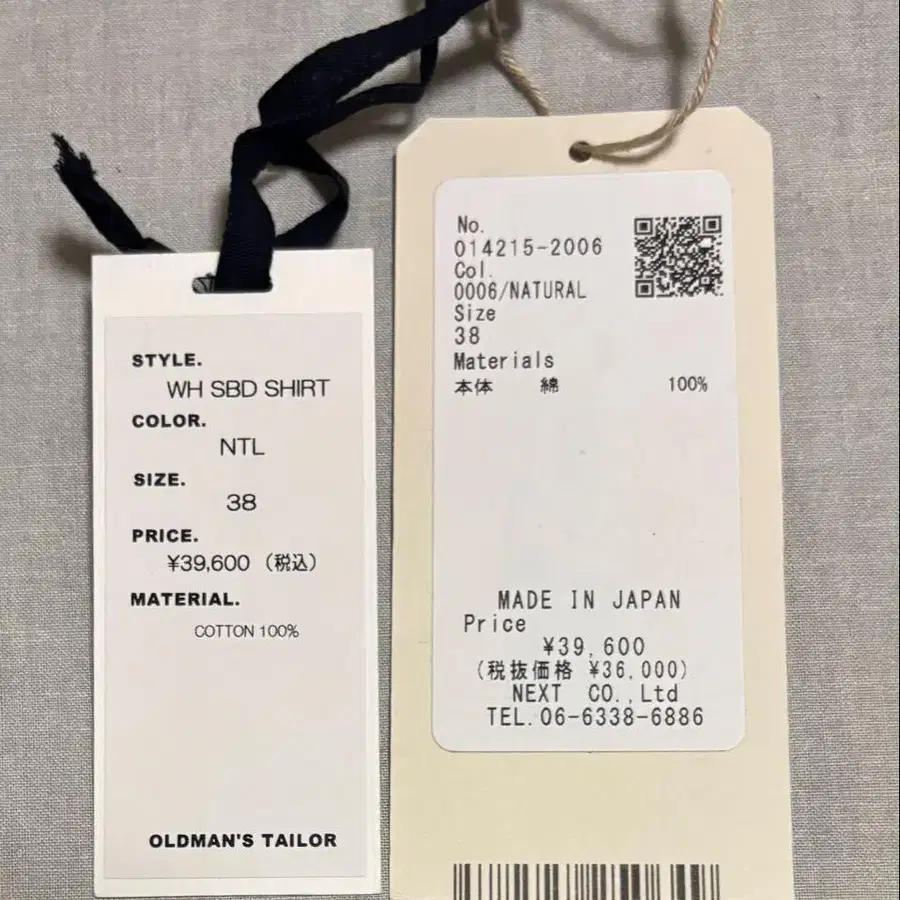 STYLE.
WH SBD SHIRT
COLOR.
NTL
SIZE.
38
PRICE.
¥39,600 (税込)
MATERIAL.
COTTON 100%
OLDMAN'S TAILOR
No.
014215-2006
Col.
0006/NATURAL
Size
38
Materials
本体 綿 100%
MADE IN JAPAN
Price
¥39,600
(税抜価格 ¥36,000)
NEXT CO.,Ltd
TEL.06-6338-6886